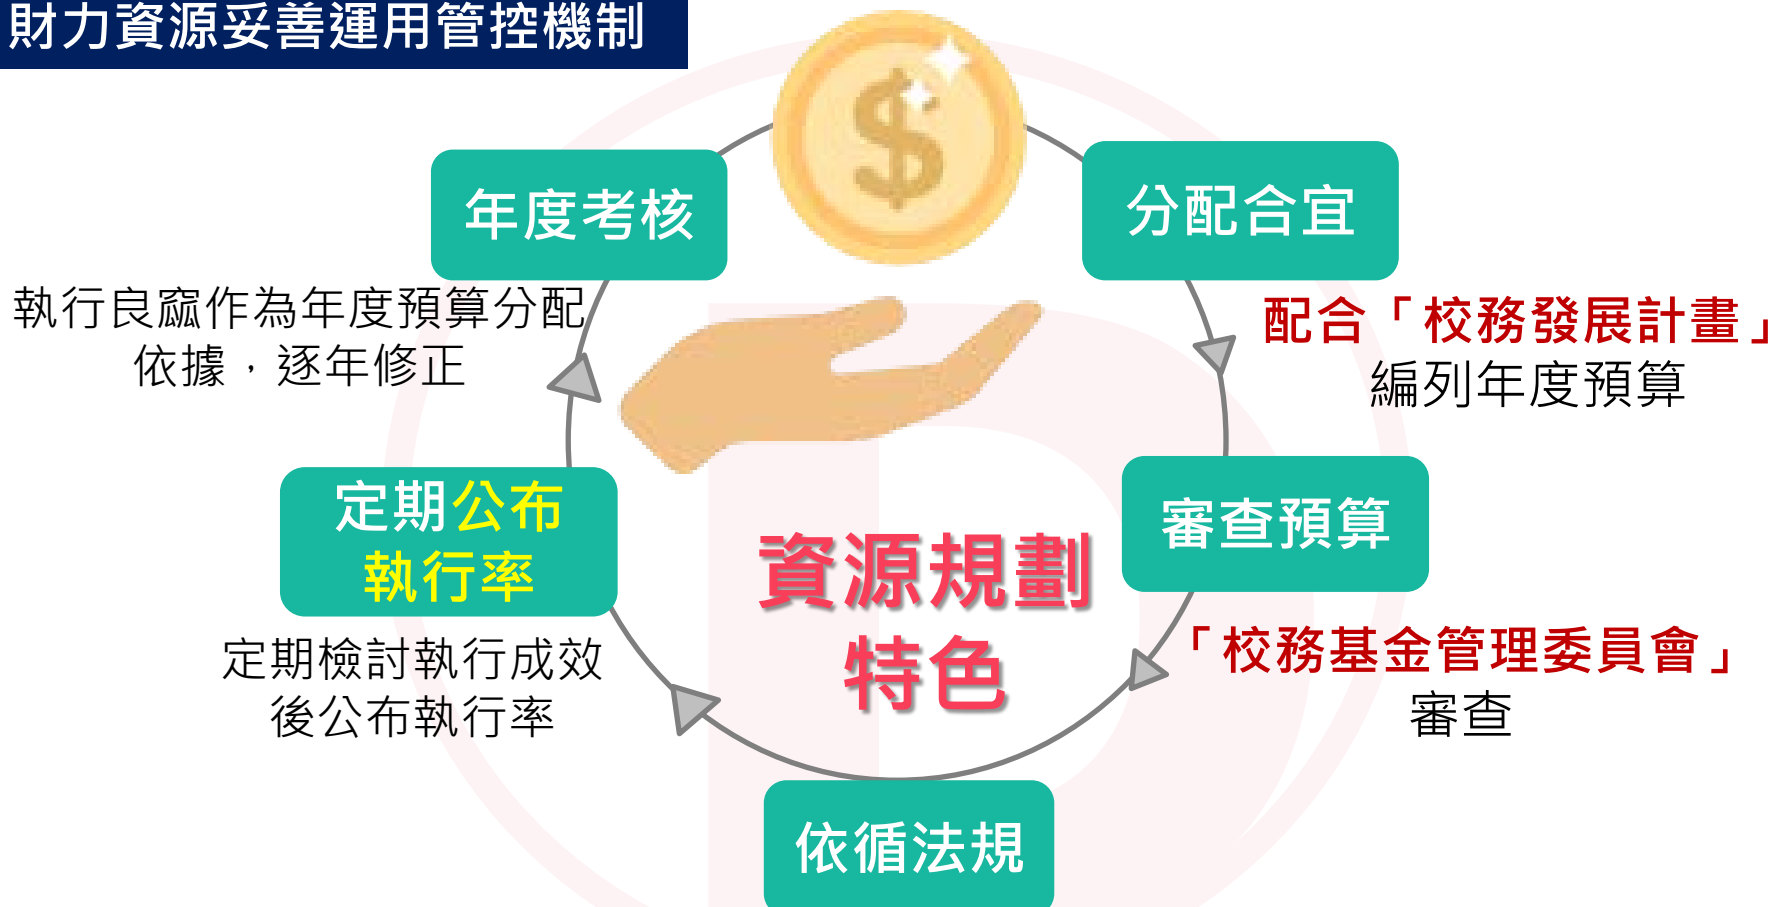 財力資源妥善運用管控機制
年度考核
執行良窳作為年度預算分配
依據，逐年修正
分配合宜
配合「校務發展計畫」
編列年度預算
定期公布
執行率
定期檢討執行成效
後公布執行率
資源規劃
特色
審查預算
「校務基金管理委員會」
審查
依循法規